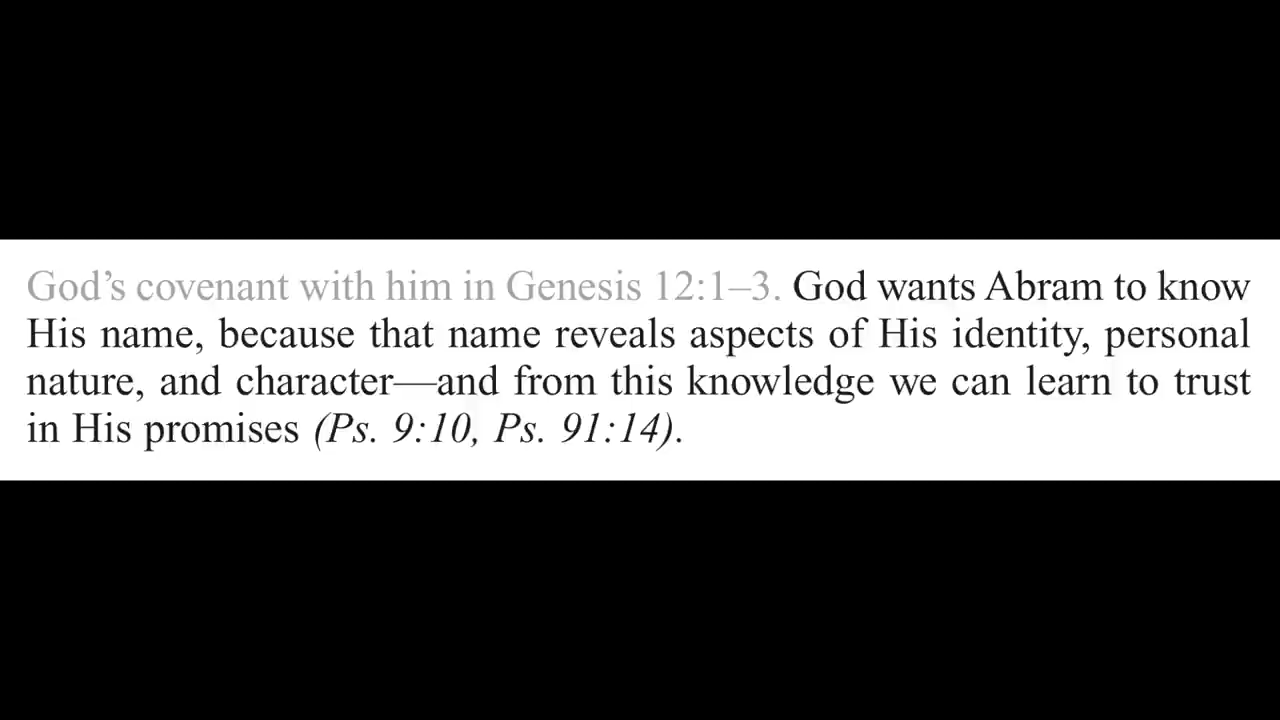 God’s covenant with him in Genesis 12:1–3. God wants Abram to know
His name, because that name reveals aspects of His identity, personal
nature, and character—and from this knowledge we can learn to trust
in His promises (Ps. 9:10, Ps. 91:14).